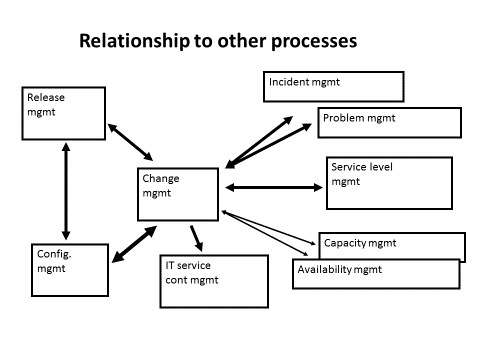 Relationship to other processes
Incident mgmt
Release
mgmt
Problem mgmt
Service level
mgmt
Change
mgmt
Capacity mgmt
Config.
mgmt
IT service
cont mgmt
Availability mgmt